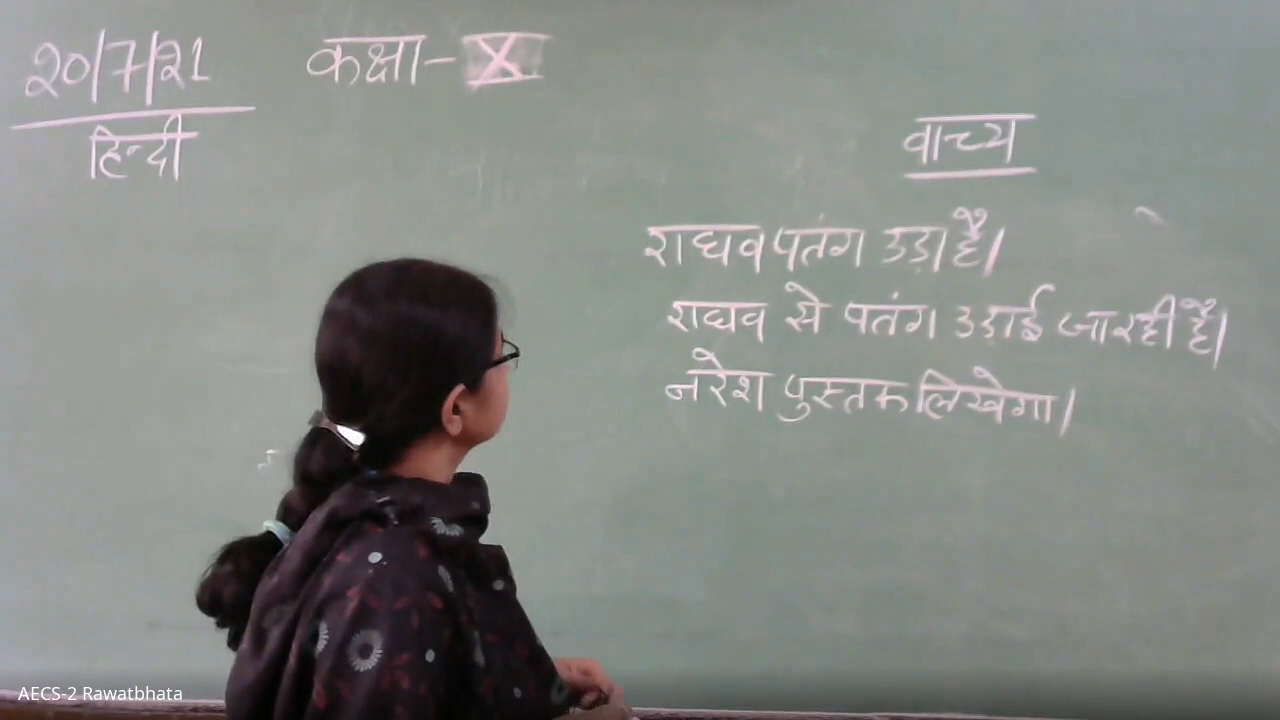 20/7/21
हिन्दी
कक्षा- X
वाच्य
राघव पतंग उड़ा है।
राघव से पतंग उड़ाई जा रही है।
नरेश पुस्तक लिखेगा।
AECS-2 Rawatbhata